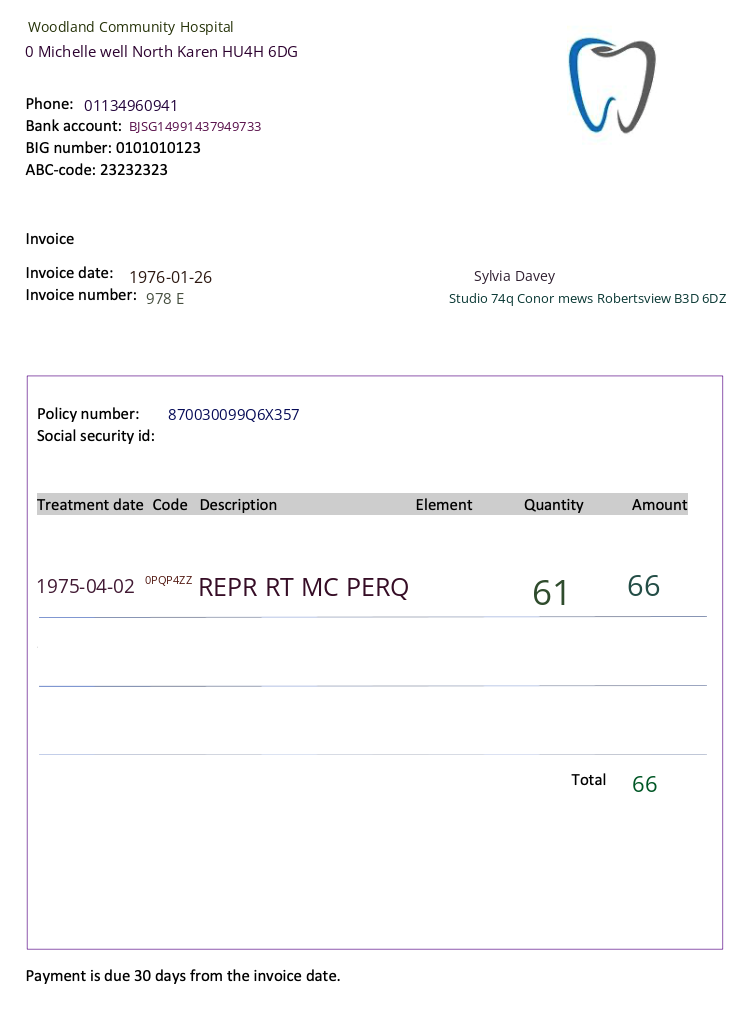 Woodland Community Hospital
0 Michelle well North Karen HU4H 6DG
Phone: 01134960941
Bank account: BJSG14991437949733
BIG number: 0101010123
ABC-code: 23232323
Invoice
Invoice date: 1976-01-26
Invoice number: 978 E
Sylvia Davey
Studio 74q Conor mews Robertsview B3D 6DZ
Policy number: 870030099Q6X357
Social security id:
Treatment date Code Description Element Quantity Amount
1975-04-02 0PQP4ZZ REPR RT MC PERQ 61 66
Total 66
Payment is due 30 days from the invoice date.